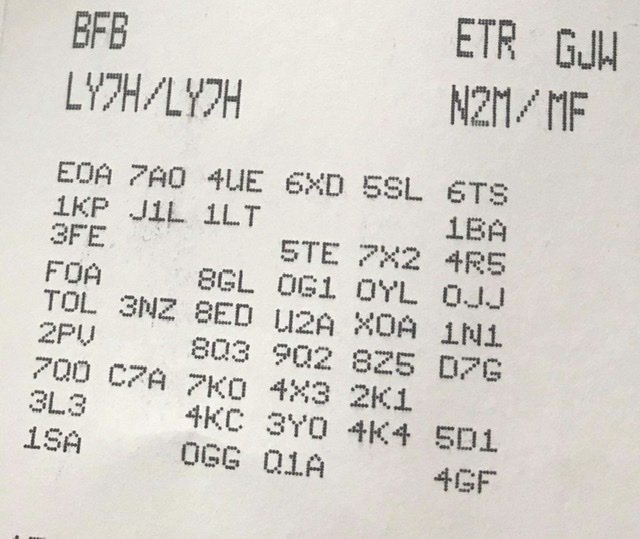 BFB ETR GJW
LY7H/LY7H N2M/MF
E0A 7A0 4UE 6XD 5SL 6TS
1KP J1L 1LT 1BA
3FE 5TE 7X2 4R5
F0A 8GL 0G1 0YL 0JJ
T0L 3NZ 8ED U2A X0A 1N1
2PV 8Q3 9Q2 8Z5 D7G
7Q0 C7A 7K0 4X3 2K1
3L3 4KC 3Y0 4K4 5D1
1SA 0GG Q1A 4GF